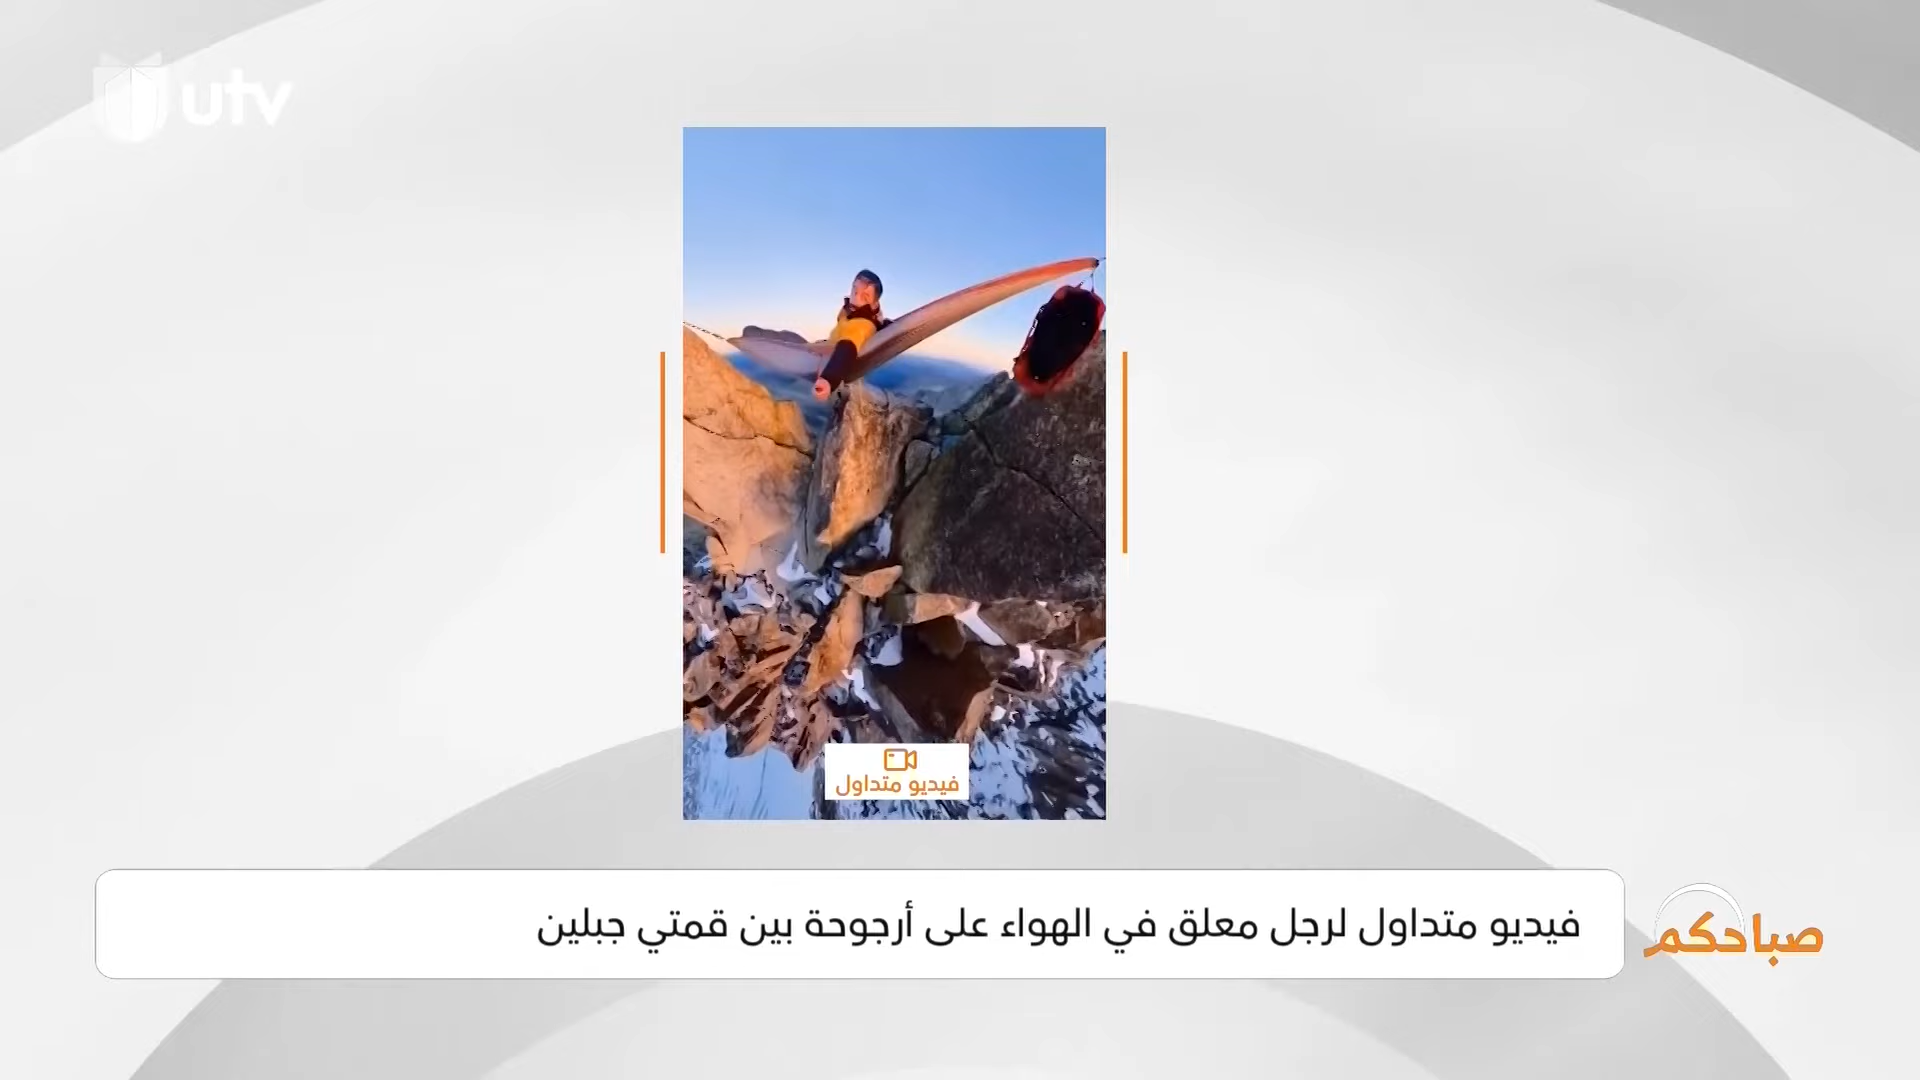 utv
فيديو متداول
فيديو متداول لرجل معلق في الهواء على أرجوحة بين قمتي جبلين
صباحكم